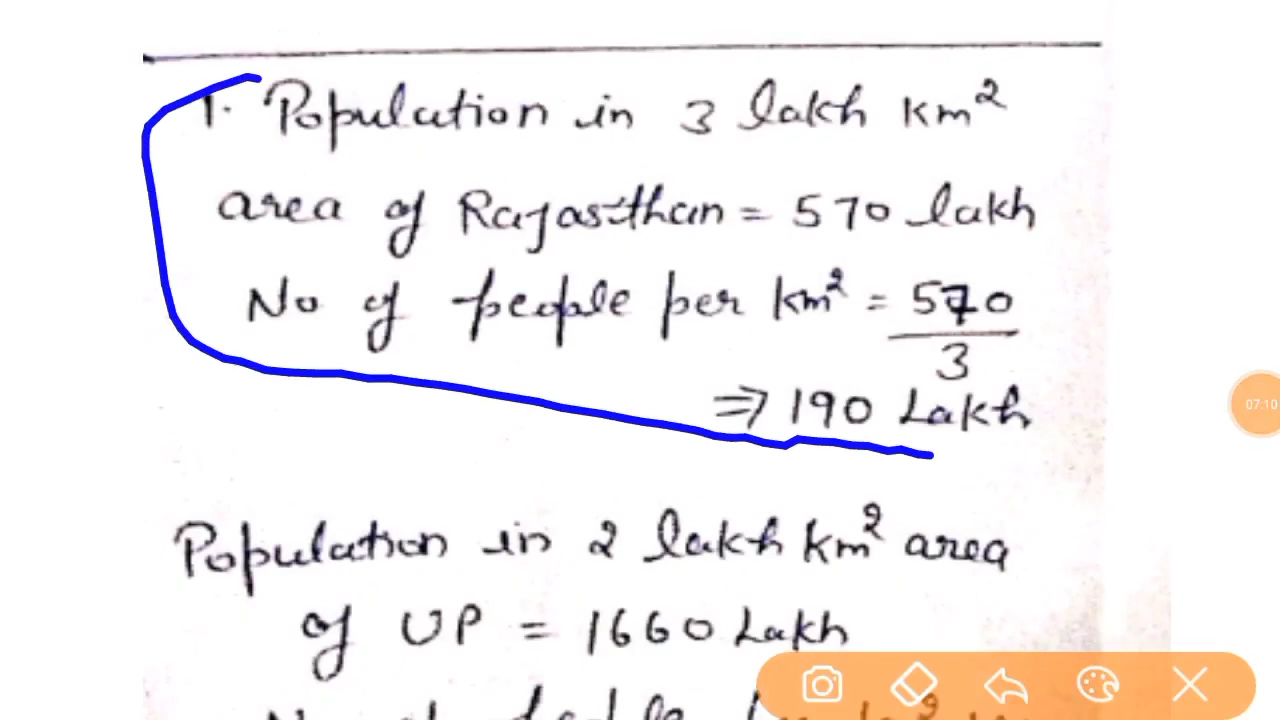 1. Population in 3 lakh km²
area of Rajasthan = 570 lakh
No of people per km² = 570
3
⇒ 190 Lakh
Population in 2 lakh km² area
of UP = 1660 Lakh
07:10